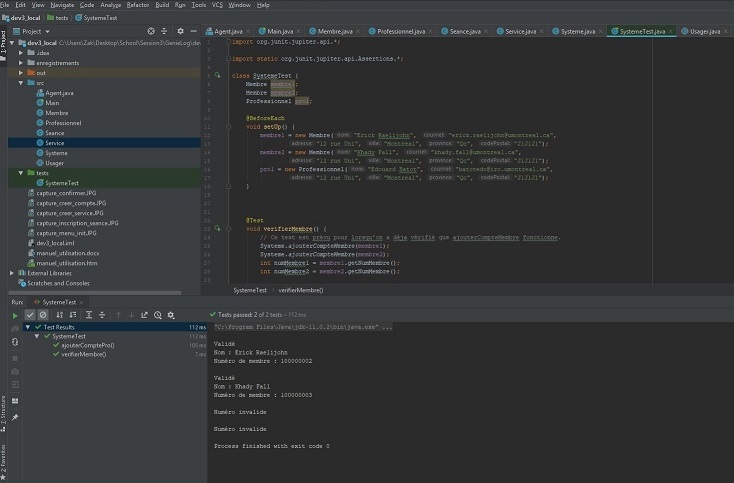 File Edit View Navigate Code Analyze Refactor Build Run Tools VCS Window Help
dev3_local tests SystemeTest
SystemeTest
Project
Agent.java Main.java Membre.java Professionnel.java Seance.java Service.java Systeme.java SystemeTest.java Usager.java
dev3_local C:\Users\Zab\Desktop\School\Session3\GenieLog\dev
.idea
enregistrements
out
src
Agent.java
Main
Membre
Professionnel
Seance
Service
Systeme
Usager
tests
SystemeTest
capture_confirmer.JPG
capture_creer_compte.JPG
capture_creer_service.JPG
capture_inscription_seance.JPG
capture_menu_init.JPG
dev3_local.iml
manuel_utilisation.docx
manuel_utilisation.htm
External Libraries
Scratches and Consoles
import org.junit.jupiter.api.*;
import static org.junit.jupiter.api.Assertions.*;
class SystemeTest {
Membre membre1;
Membre membre2;
Professionnel pro1;
@BeforeEach
void setUp() {
membre1 = new Membre( nom: "Erick Raelijohn", courriel: "erick.raelijohn@umontreal.ca",
adresse: "12 rue Uni", ville: "Montreal", province: "Qc", codePostal: "J1J1J1");
membre2 = new Membre( nom: "Khady Fall", courriel: "khady.fall@umontreal.ca",
adresse: "12 rue Uni", ville: "Montreal", province: "Qc", codePostal: "J1J1J1");
pro1 = new Professionnel( nom: "Edouard Batot", courriel: "batotedo@iro.umontreal.ca",
adresse: "12 rue Uni", ville: "Montreal", province: "Qc", codePostal: "J1J1J1");
}
@Test
void verifierMembre() {
// Ce test est prévu pour lorsqu'on a déja vérifié que ajouterCompteMembre functionne.
Systeme.ajouterCompteMembre(membre1);
Systeme.ajouterCompteMembre(membre2);
int numMembre1 = membre1.getNumMembre();
int numMembre2 = membre2.getNumMembre();
SystemeTest verifierMembre()
Run: SystemeTest
Tests passed: 2 of 2 tests – 112 ms
Test Results 112 ms
SystemeTest 112 ms
ajouterComptePro() 105 ms
verifierMembre() 7 ms
"C:\Program Files\Java\jdk-11.0.2\bin\java.exe" ...
Validé
Nom : Erick Raelijohn
Numéro de membre : 100000002
Validé
Nom : Khady Fall
Numéro de membre : 100000003
Numéro invalide
Numéro invalide
Process finished with exit code 0
1: Project
7: Structure
2: Favorites